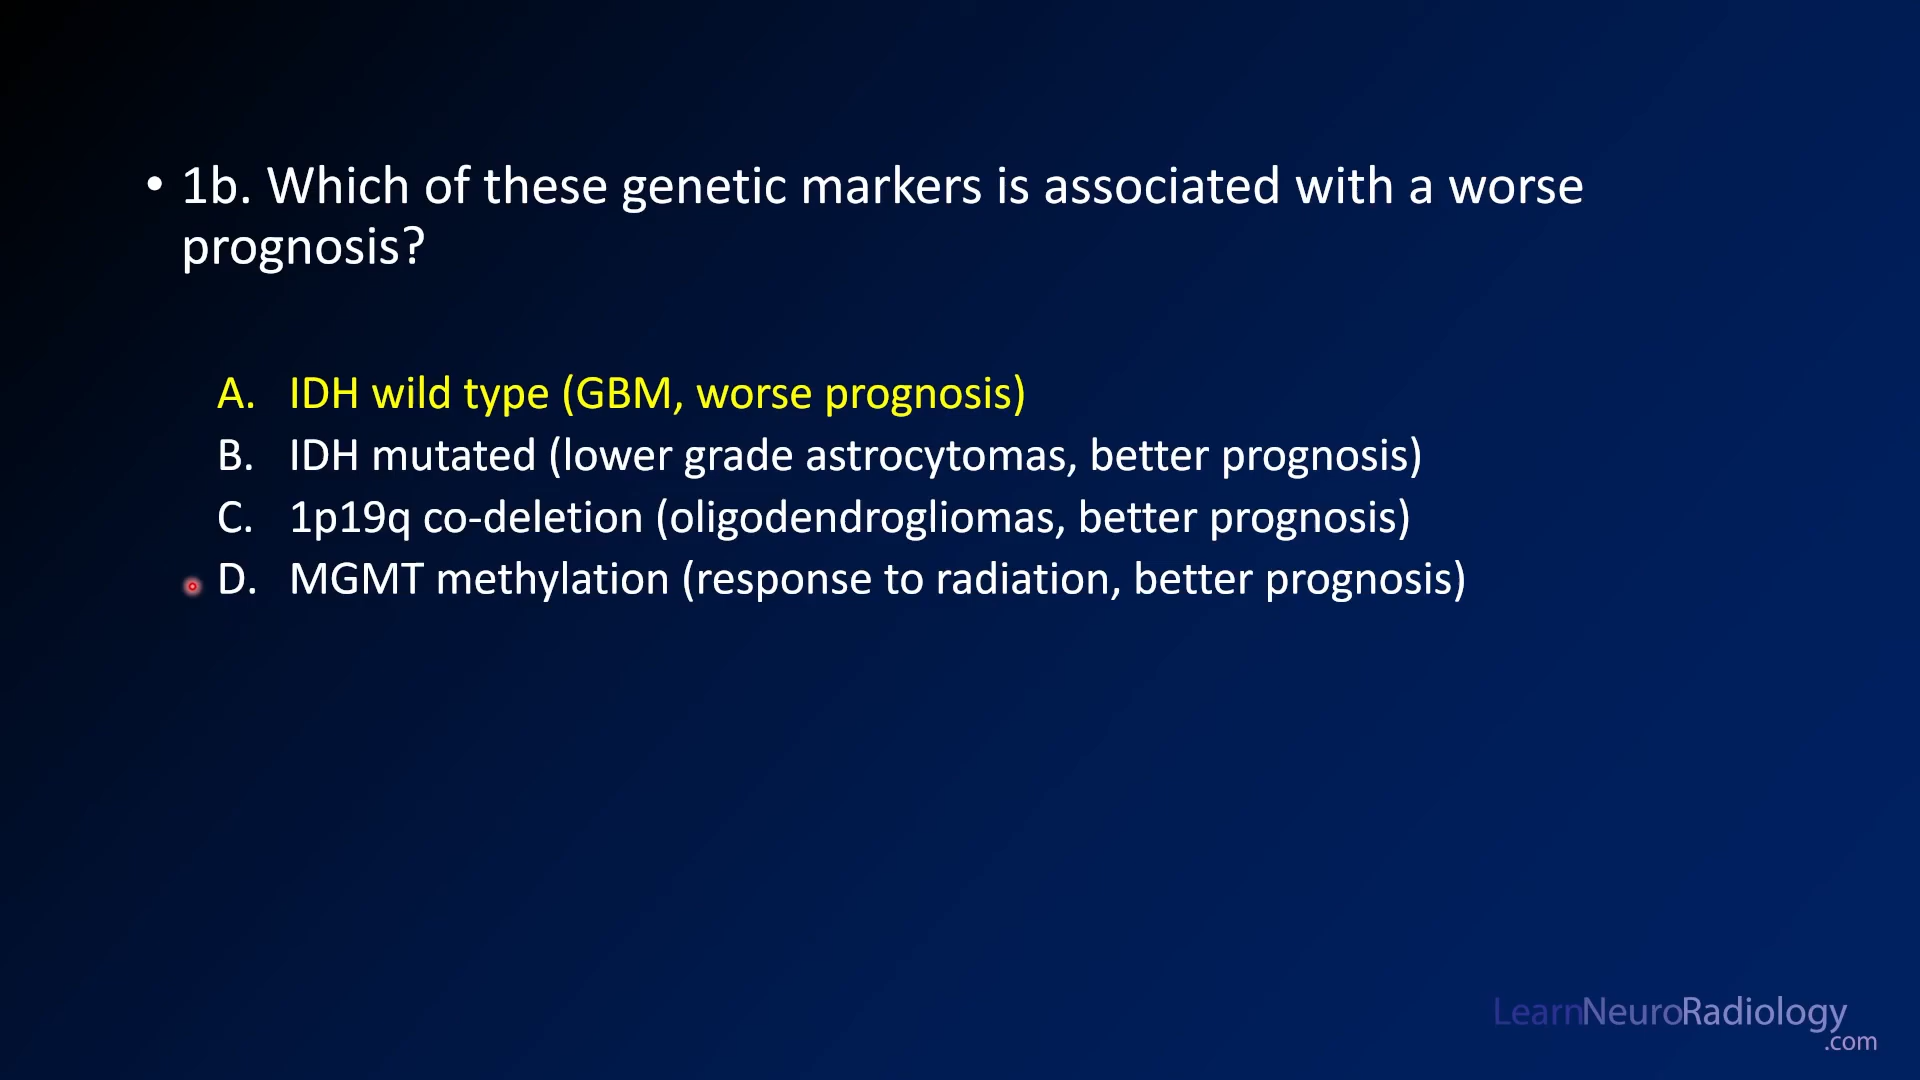 • 1b. Which of these genetic markers is associated with a worse
prognosis?
A. IDH wild type (GBM, worse prognosis)
B. IDH mutated (lower grade astrocytomas, better prognosis)
C. 1p19q co-deletion (oligodendrogliomas, better prognosis)
D. MGMT methylation (response to radiation, better prognosis)
LearnNeuroRadiology
.com